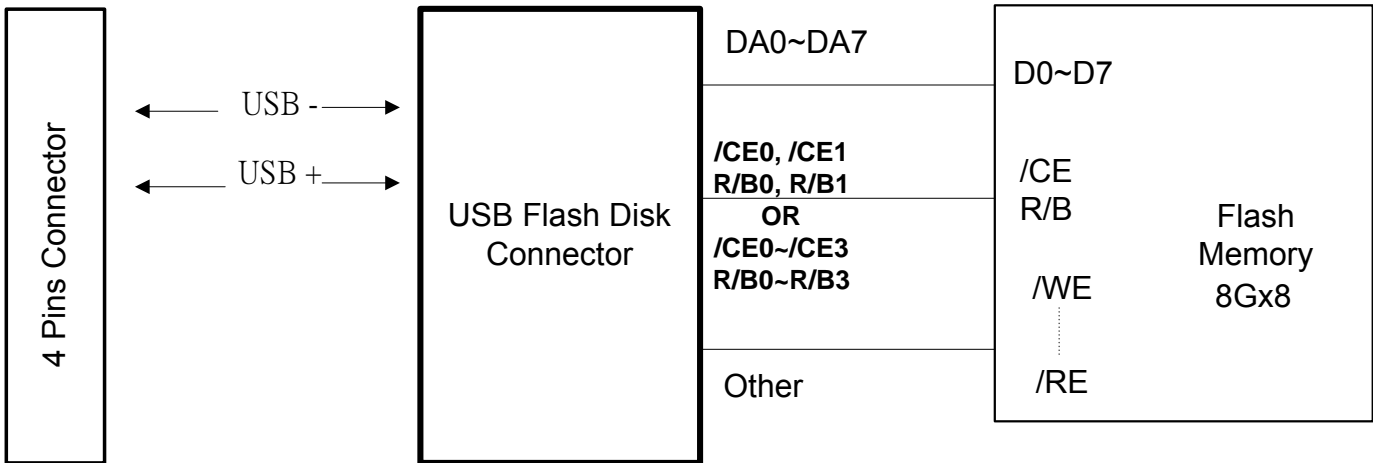 4 Pins Connector
USB -
USB +
USB Flash Disk
Connector
DA0~DA7
/CE0, /CE1
R/B0, R/B1
OR
/CE0~/CE3
R/B0~R/B3
Other
D0~D7
/CE
R/B
/WE
/RE
Flash
Memory
8Gx8